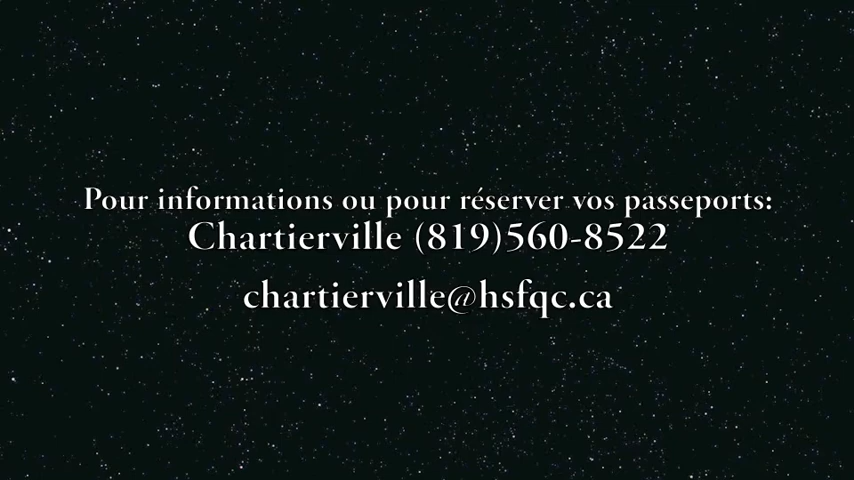 Pour informations ou pour réserver vos passeports:
Chartierville (819)560-8522
chartierville@hsfqc.ca